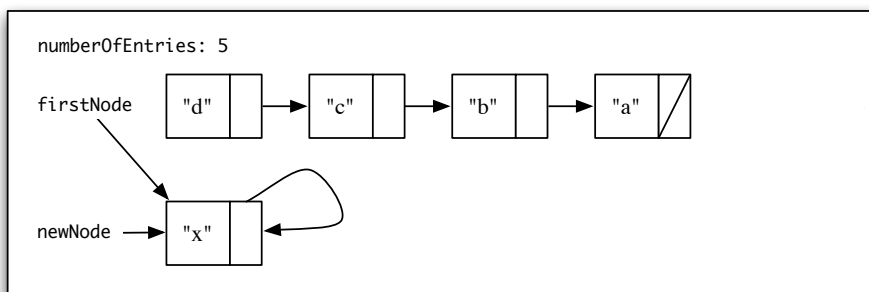 numberOfEntries: 5
firstNode "d" "c" "b" "a"
newNode "x"